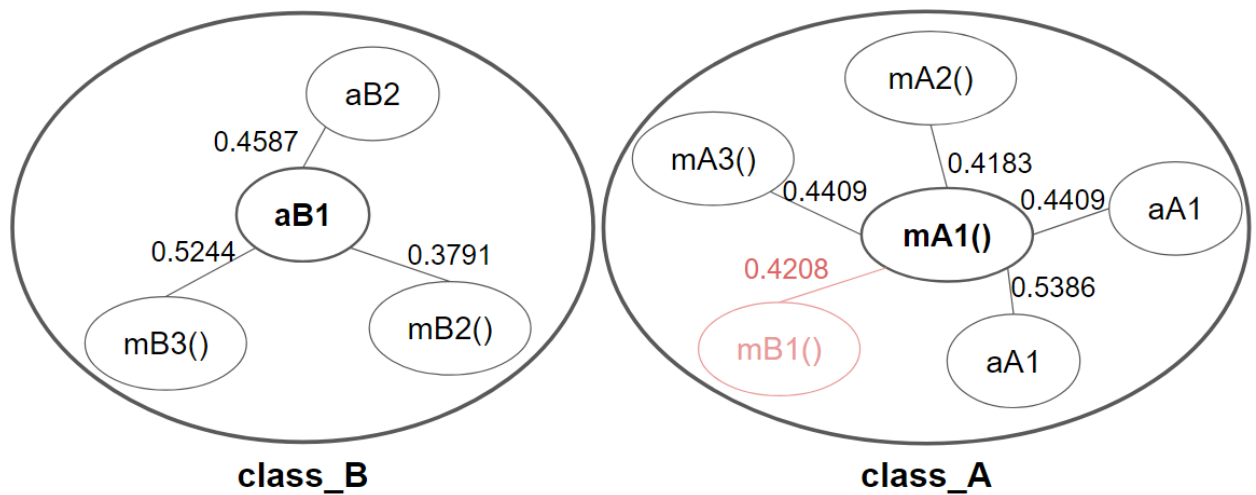 aB2
0.4587
aB1
0.5244
0.3791
mB3()
mB2()
class_B
mA2()
mA3()
0.4183
0.4409
0.4409
aA1
mA1()
0.4208
0.5386
mB1()
aA1
class_A